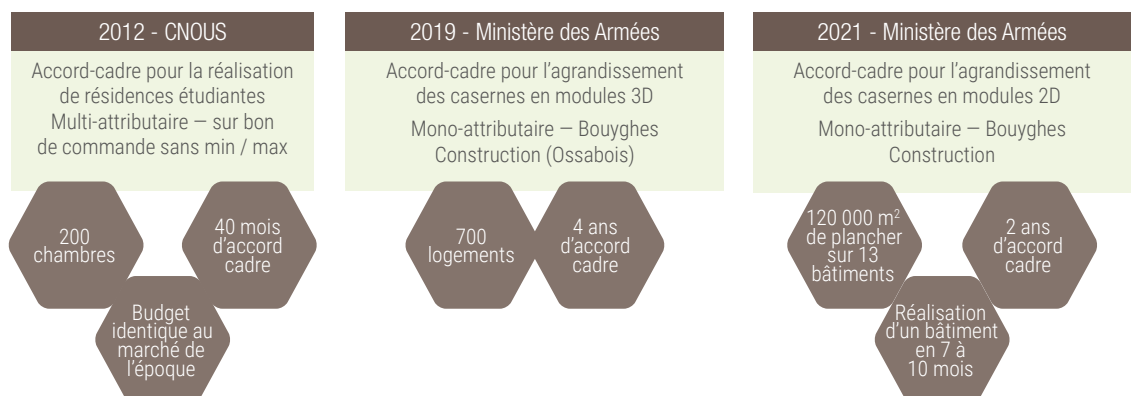 2012 - CNOUS
Accord-cadre pour la réalisation
de résidences étudiantes
Multi-attributaire — sur bon
de commande sans min / max
200
chambres
40 mois
d'accord
cadre
Budget
identique au
marché de
l'époque
2019 - Ministère des Armées
Accord-cadre pour l'agrandissement
des casernes en modules 3D
Mono-attributaire — Bouyghes
Construction (Ossabois)
700
logements
4 ans
d'accord
cadre
2021 - Ministère des Armées
Accord-cadre pour l'agrandissement
des casernes en modules 2D
Mono-attributaire — Bouyghes
Construction
120 000 m²
de plancher
sur 13
bâtiments
2 ans
d'accord
cadre
Réalisation
d'un bâtiment
en 7 à
10 mois